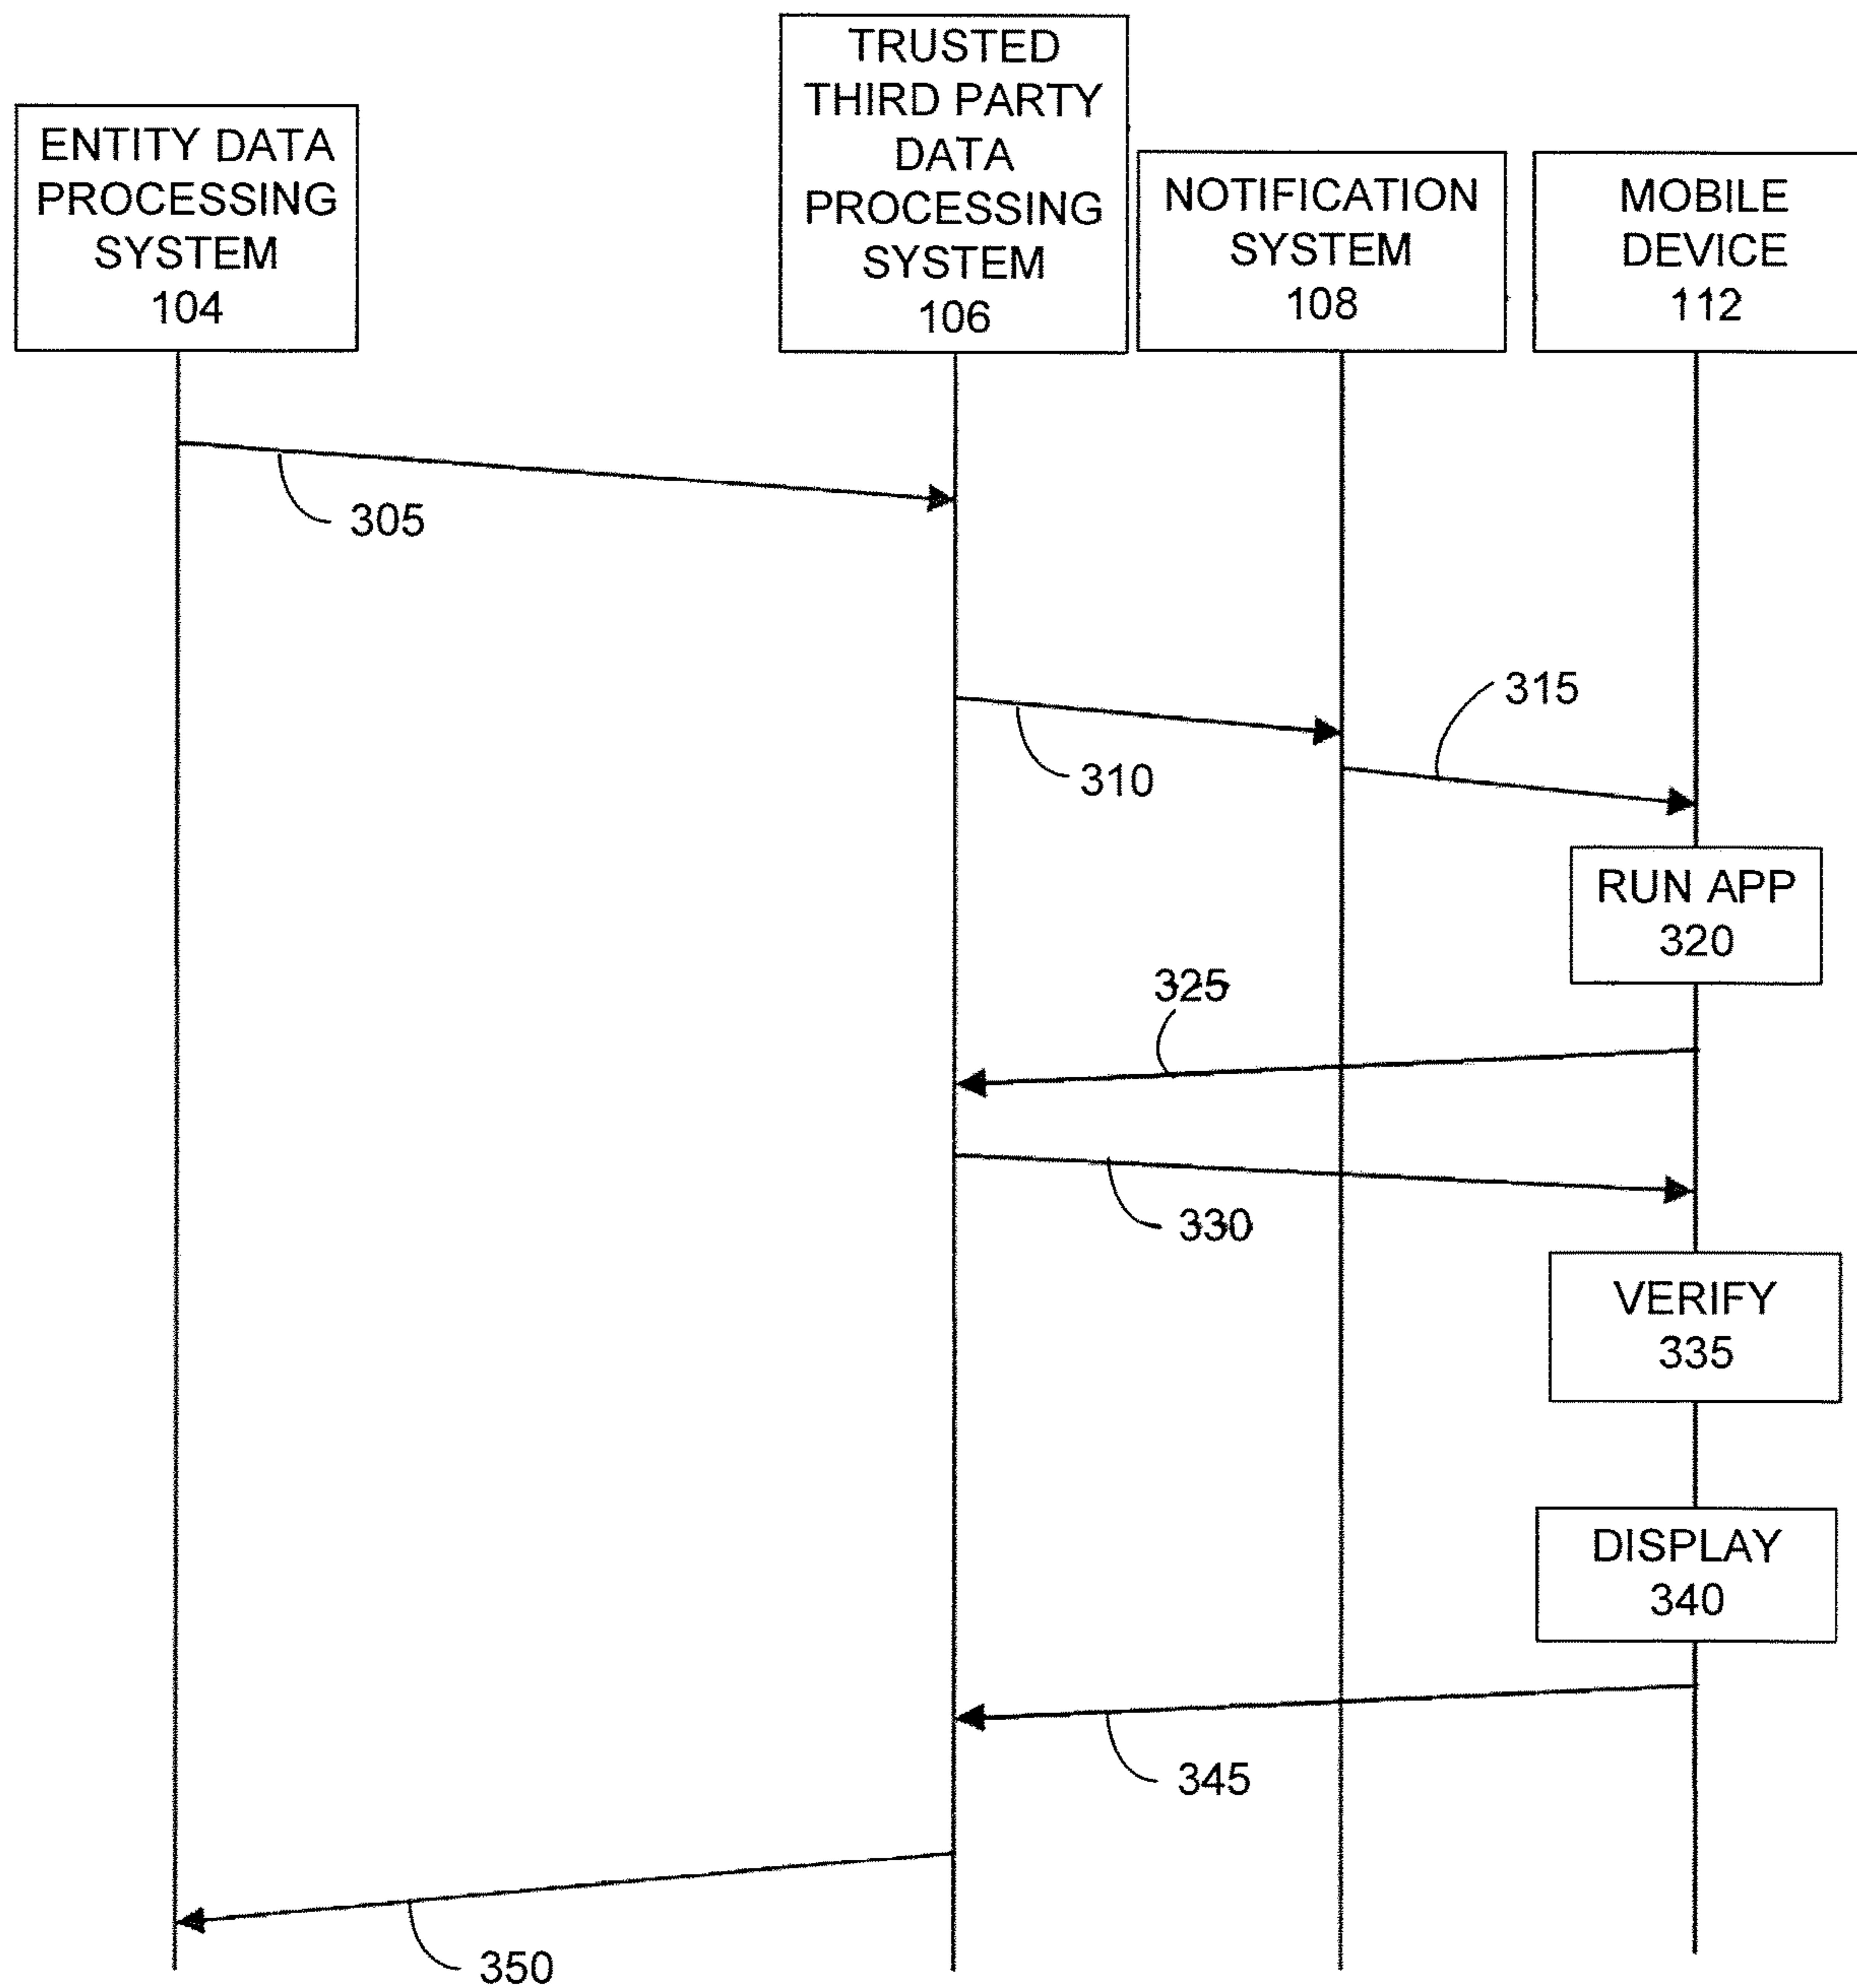 ENTITY DATA
PROCESSING
SYSTEM
104
TRUSTED
THIRD PARTY
DATA
PROCESSING
SYSTEM
106
NOTIFICATION
SYSTEM
108
MOBILE
DEVICE
112
305
310
315
RUN APP
320
325
330
VERIFY
335
DISPLAY
340
345
350